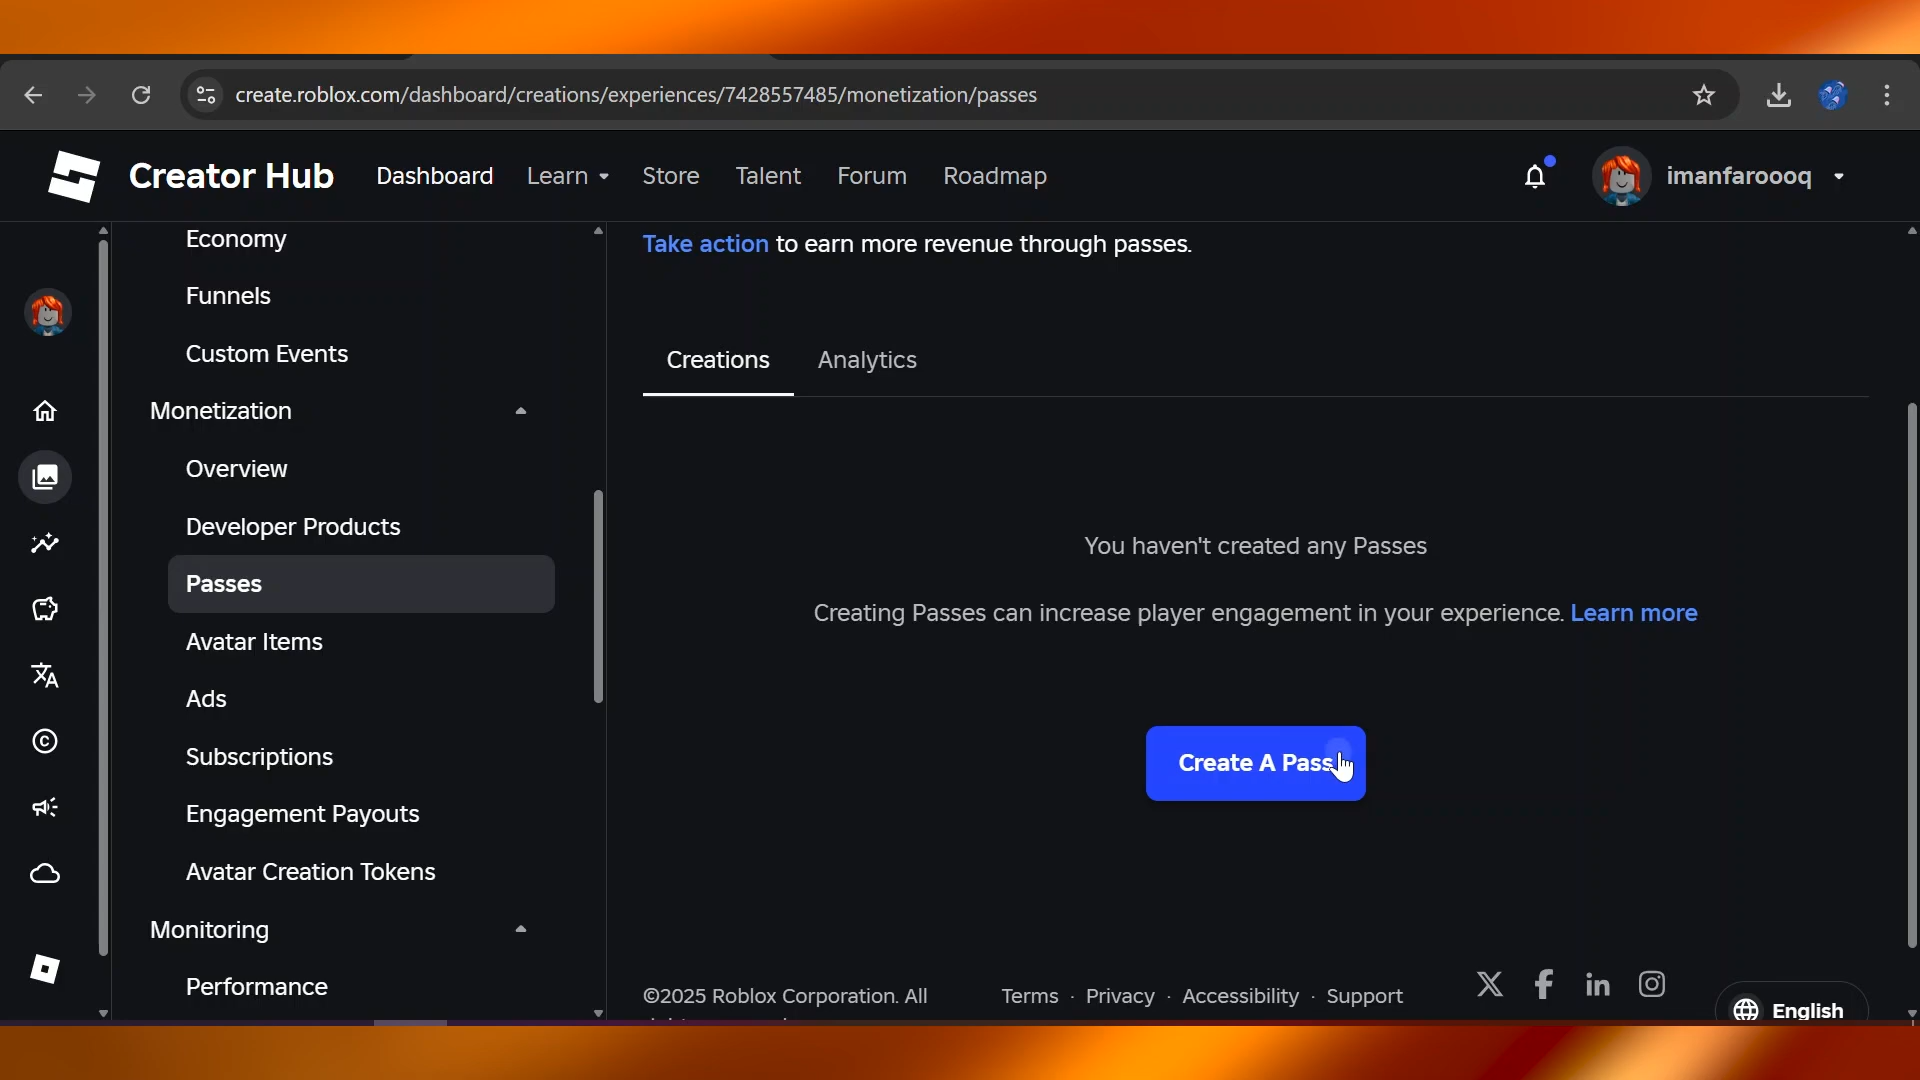 create.roblox.com/dashboard/creations/experiences/7428557485/monetization/passes
Creator Hub
Dashboard
Learn
Store
Talent
Forum
Roadmap
imanfaroooq
Economy
Funnels
Custom Events
Monetization
Overview
Developer Products
Passes
Avatar Items
Ads
Subscriptions
Engagement Payouts
Avatar Creation Tokens
Monitoring
Performance
Take action to earn more revenue through passes.
Creations
Analytics
You haven't created any Passes
Creating Passes can increase player engagement in your experience. Learn more
Create A Pass
©2025 Roblox Corporation. All
Terms · Privacy · Accessibility · Support
English